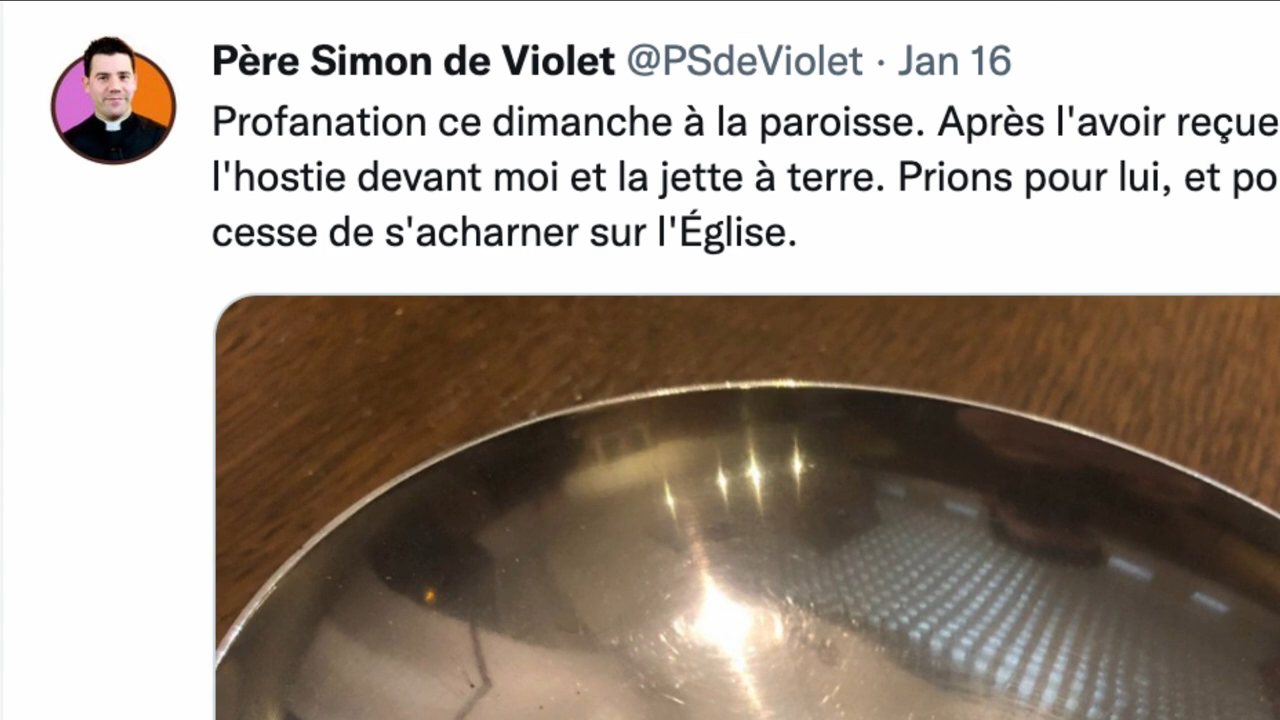 Père Simon de Violet @PSdeViolet · Jan 16
Profanation ce dimanche à la paroisse. Après l'avoir reçue
l'hostie devant moi et la jette à terre. Prions pour lui, et po
cesse de s'acharner sur l'Église.